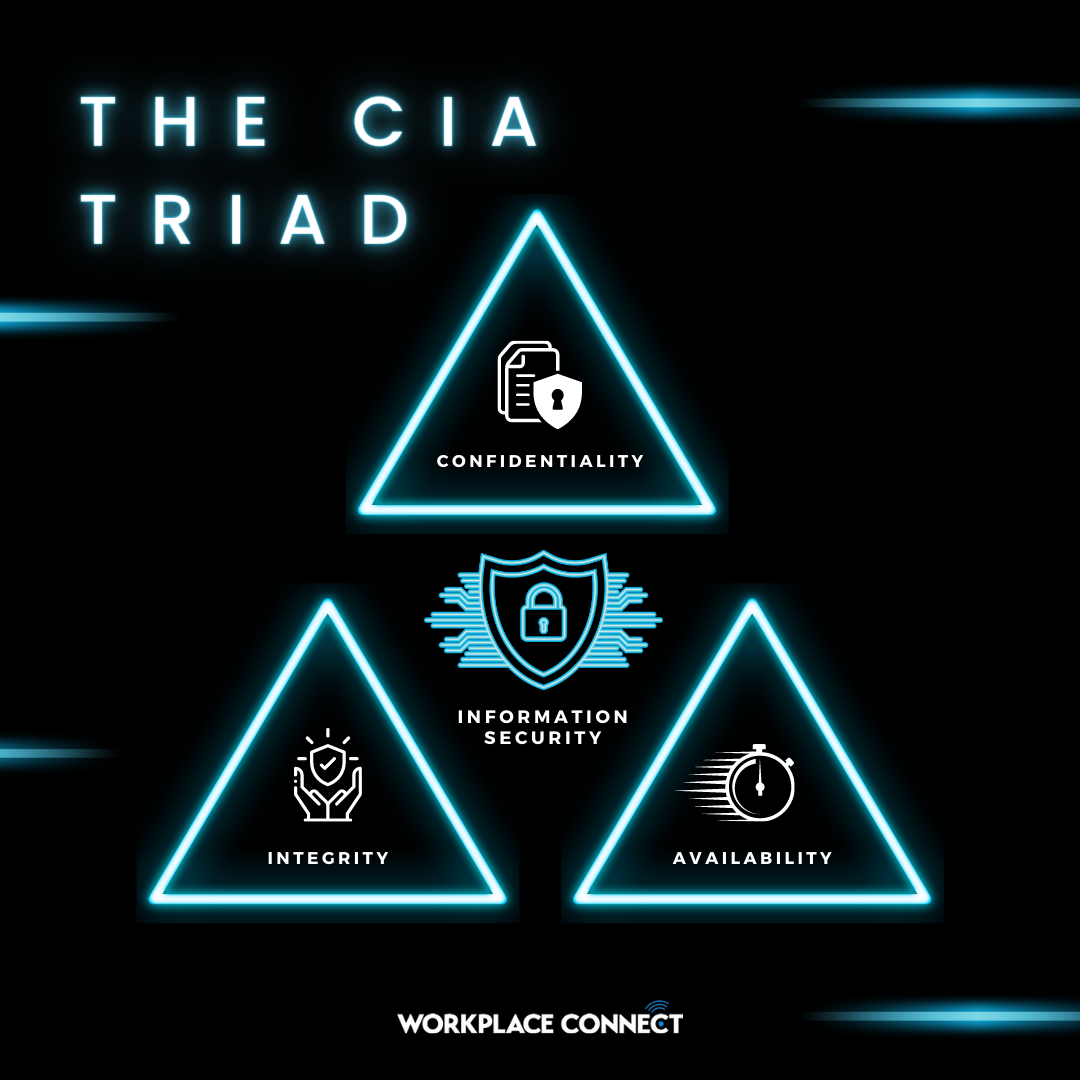 THE CIA
TRIAD
CONFIDENTIALITY
INFORMATION
SECURITY
INTEGRITY
AVAILABILITY
WORKPLACE CONNECT